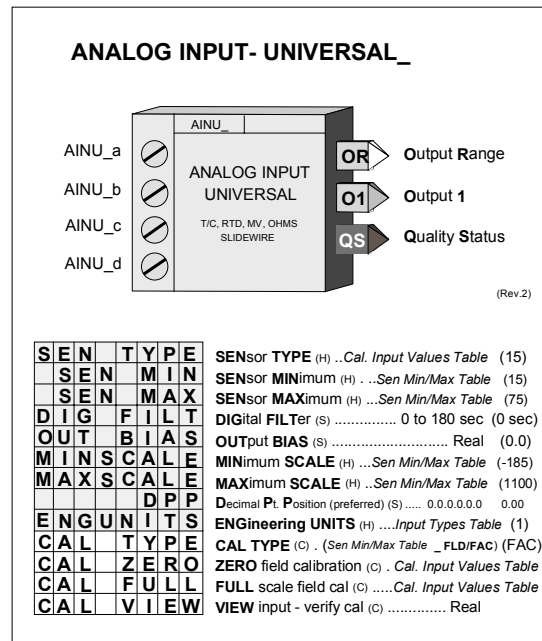 ANALOG INPUT- UNIVERSAL_
AINU_
AINU_a
AINU_b
AINU_c
AINU_d
ANALOG INPUT
UNIVERSAL
T/C, RTD, MV, OHMS
SLIDEWIRE
OR Output Range
O1 Output 1
QS Quality Status
(Rev.2)
SEN TYPE SENsor TYPE (H) ..Cal. Input Values Table (15)
SEN MIN SENsor MINimum (H) . ..Sen Min/Max Table (15)
SEN MAX SENsor MAXimum (H) ...Sen Min/Max Table (75)
DIG FILT DIGital FILTer (S) ............... 0 to 180 sec (0 sec)
OUT BIAS OUTput BIAS (S) ............................ Real (0.0)
MINSCALE MINimum SCALE (H) ...Sen Min/Max Table (-185)
MAXSCALE MAXimum SCALE (H) ...Sen Min/Max Table (1100)
DPP Decimal Pt. Position (preferred) (S) ..... 0.0.0.0.0.0 0.00
ENGUNITS ENGineering UNITS (H) ....Input Types Table (1)
CAL TYPE CAL TYPE (C) . (Sen Min/Max Table _ FLD/FAC) (FAC)
CAL ZERO ZERO field calibration (C) . Cal. Input Values Table
CAL FULL FULL scale field cal (C) .....Cal. Input Values Table
CAL VIEW VIEW input - verify cal (C) .............. Real